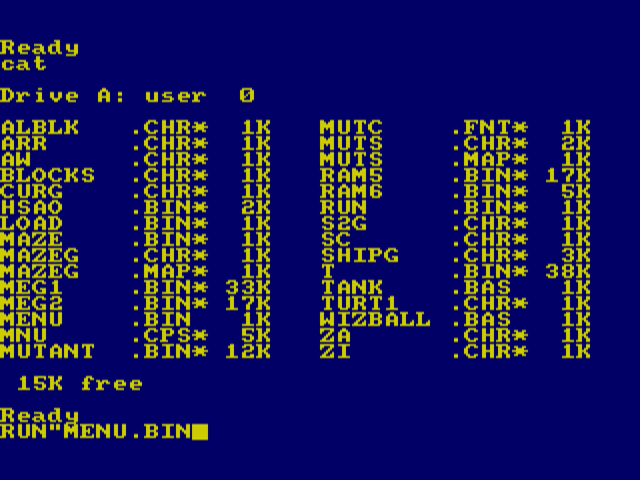 Ready
cat
Drive A: user  0
ALBLK   .CHR*  1K   MUTC    .FNT*  1K
ARR     .CHR*  1K   MUTS    .CHR*  2K
AW      .CHR*  1K   MUTS    .MAP*  1K
BLOCKS  .CHR*  1K   RAM5    .BIN* 17K
CURG    .CHR*  1K   RAM6    .BIN*  5K
HSAO    .BIN*  2K   RUN     .BIN*  1K
LOAD    .BIN*  1K   S2G     .CHR*  1K
MAZE    .BIN*  1K   SC      .CHR*  1K
MAZEG   .CHR*  1K   SHIPG   .CHR*  3K
MAZEG   .MAP*  1K   T       .BIN* 38K
MEG1    .BIN* 33K   TANK    .BAS   1K
MEG2    .BIN* 17K   TURT1   .CHR*  1K
MENU    .BIN   1K   WIZBALL .BAS   1K
MNU     .CPS*  5K   ZA      .CHR*  1K
MUTANT  .BIN* 12K   ZI      .CHR*  1K
15K free
Ready
RUN"MENU.BIN